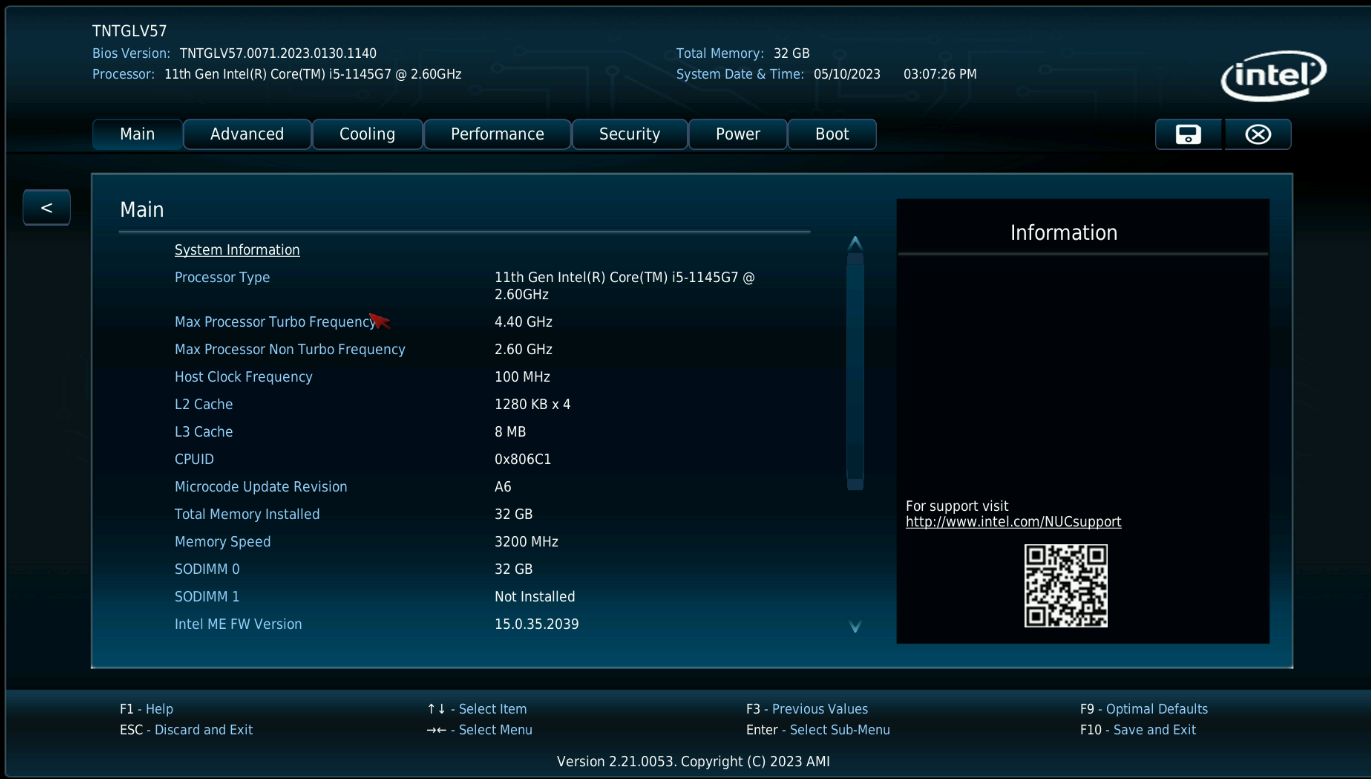 TNTGLV57
Bios Version: TNTGLV57.0071.2023.0130.1140
Total Memory: 32 GB
Processor: 11th Gen Intel(R) Core(TM) i5-1145G7 @ 2.60GHz
System Date & Time: 05/10/2023 03:07:26 PM
intel
Main Advanced Cooling Performance Security Power Boot
<
Main
System Information
Processor Type 11th Gen Intel(R) Core(TM) i5-1145G7 @
2.60GHz
Max Processor Turbo Frequency 4.40 GHz
Max Processor Non Turbo Frequency 2.60 GHz
Host Clock Frequency 100 MHz
L2 Cache 1280 KB x 4
L3 Cache 8 MB
CPUID 0x806C1
Microcode Update Revision A6
Total Memory Installed 32 GB
Memory Speed 3200 MHz
SODIMM 0 32 GB
SODIMM 1 Not Installed
Intel ME FW Version 15.0.35.2039
Information
For support visit
http://www.intel.com/NUCsupport
F1 - Help ↑↓ - Select Item F3 - Previous Values F9 - Optimal Defaults
ESC - Discard and Exit →← - Select Menu Enter - Select Sub-Menu F10 - Save and Exit
Version 2.21.0053. Copyright (C) 2023 AMI